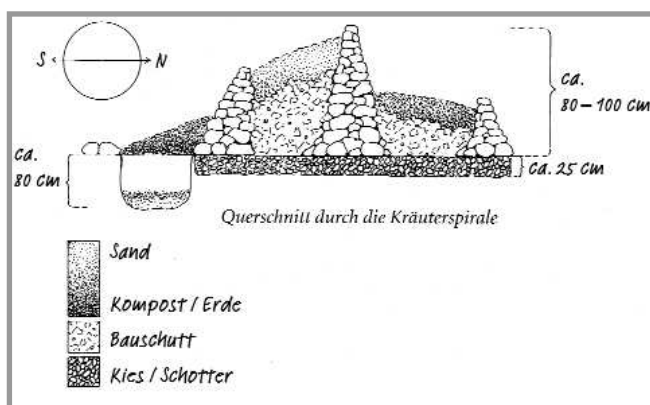 S N
ca.
80 – 100 cm
ca.
80 cm
ca. 25 cm
Querschnitt durch die Kräuterspirale
Sand
Kompost / Erde
Bauschutt
Kies / Schotter